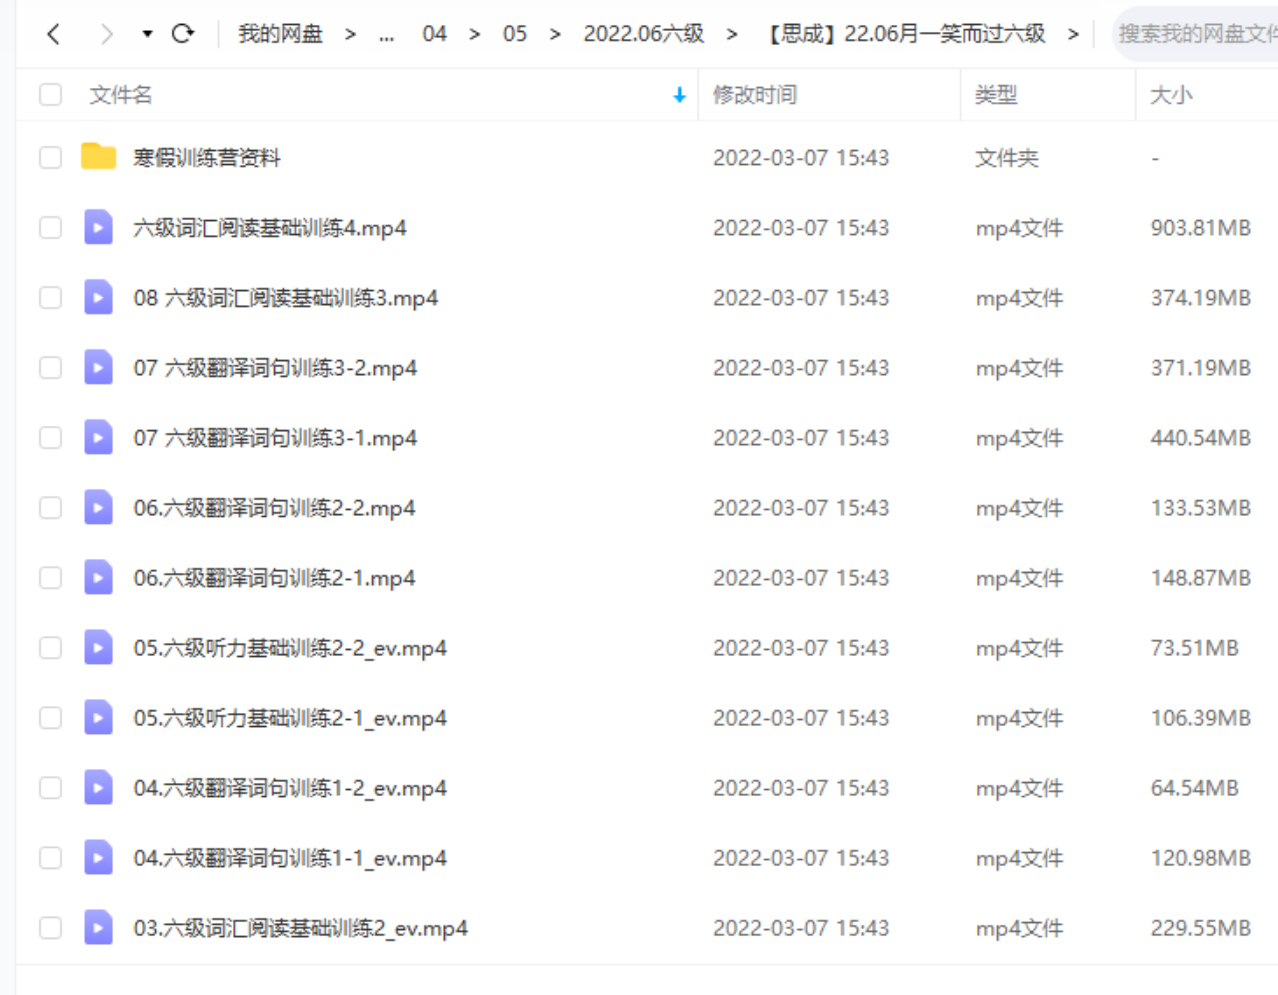 我的网盘 > ... 04 > 05 > 2022.06六级 > 【思成】22.06月一笑而过六级 > 搜索我的网盘文件
文件名 修改时间 类型 大小
寒假训练营资料 2022-03-07 15:43 文件夹 -
六级词汇阅读基础训练4.mp4 2022-03-07 15:43 mp4文件 903.81MB
08 六级词汇阅读基础训练3.mp4 2022-03-07 15:43 mp4文件 374.19MB
07 六级翻译词句训练3-2.mp4 2022-03-07 15:43 mp4文件 371.19MB
07 六级翻译词句训练3-1.mp4 2022-03-07 15:43 mp4文件 440.54MB
06.六级翻译词句训练2-2.mp4 2022-03-07 15:43 mp4文件 133.53MB
06.六级翻译词句训练2-1.mp4 2022-03-07 15:43 mp4文件 148.87MB
05.六级听力基础训练2-2_ev.mp4 2022-03-07 15:43 mp4文件 73.51MB
05.六级听力基础训练2-1_ev.mp4 2022-03-07 15:43 mp4文件 106.39MB
04.六级翻译词句训练1-2_ev.mp4 2022-03-07 15:43 mp4文件 64.54MB
04.六级翻译词句训练1-1_ev.mp4 2022-03-07 15:43 mp4文件 120.98MB
03.六级词汇阅读基础训练2_ev.mp4 2022-03-07 15:43 mp4文件 229.55MB